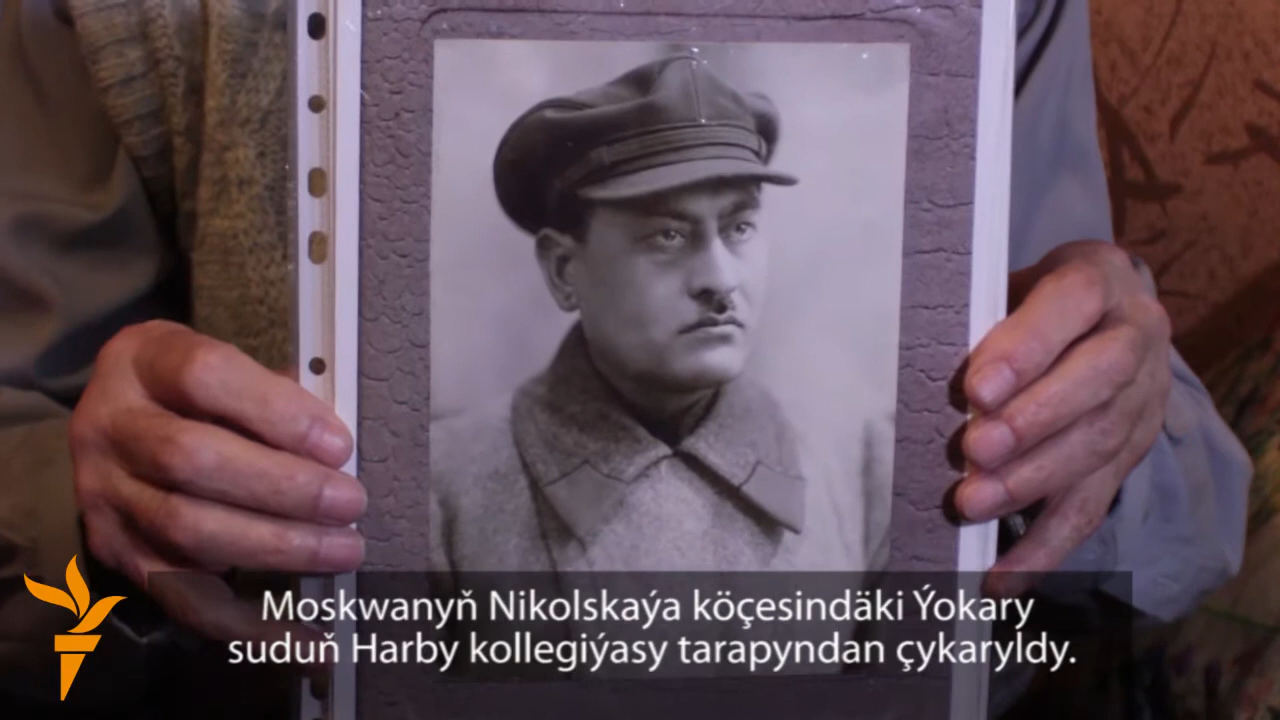 Moskwanyň Nikolskaýa köçesindäki Ýokary
suduň Harby kollegiýasy tarapyndan çykaryldy.